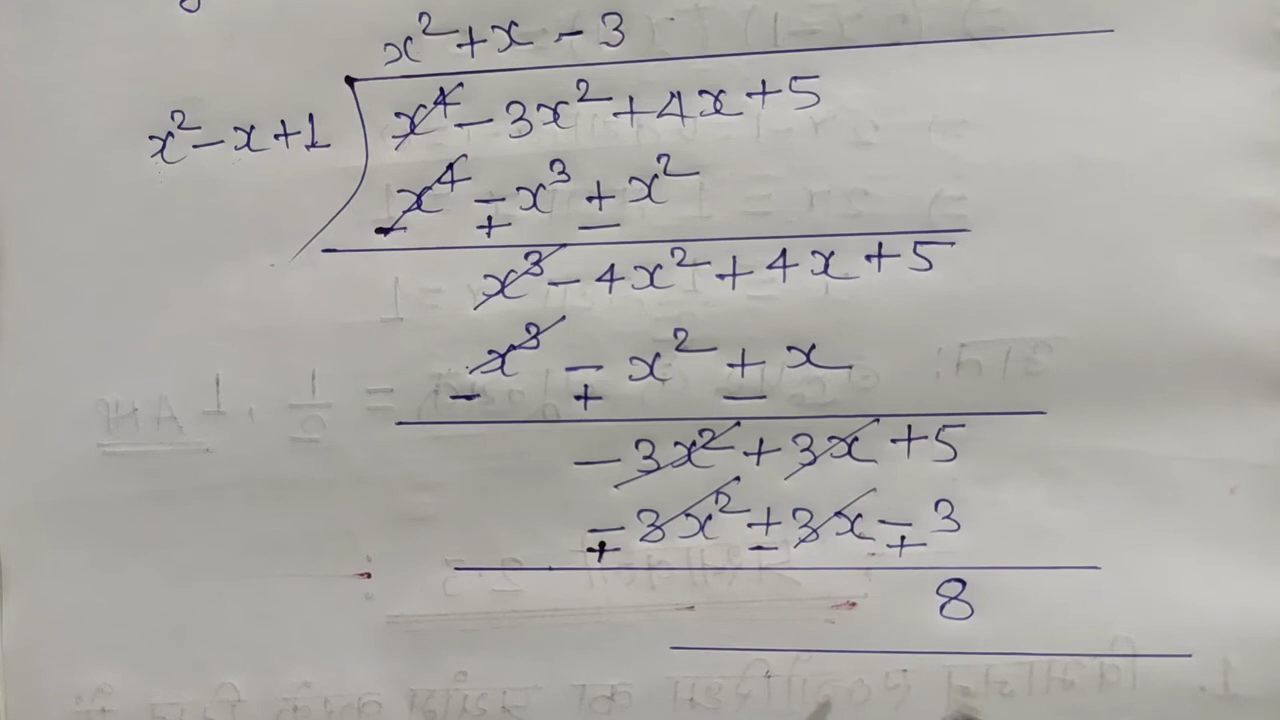 x² + x - 3
x² - x + 1 ) x⁴ - 3x² + 4x + 5
x⁴ - x³ + x²
- + -
x³ - 4x² + 4x + 5
x³ - x² + x
- + -
-3x² + 3x + 5
-3x² + 3x - 3
+ - +
8